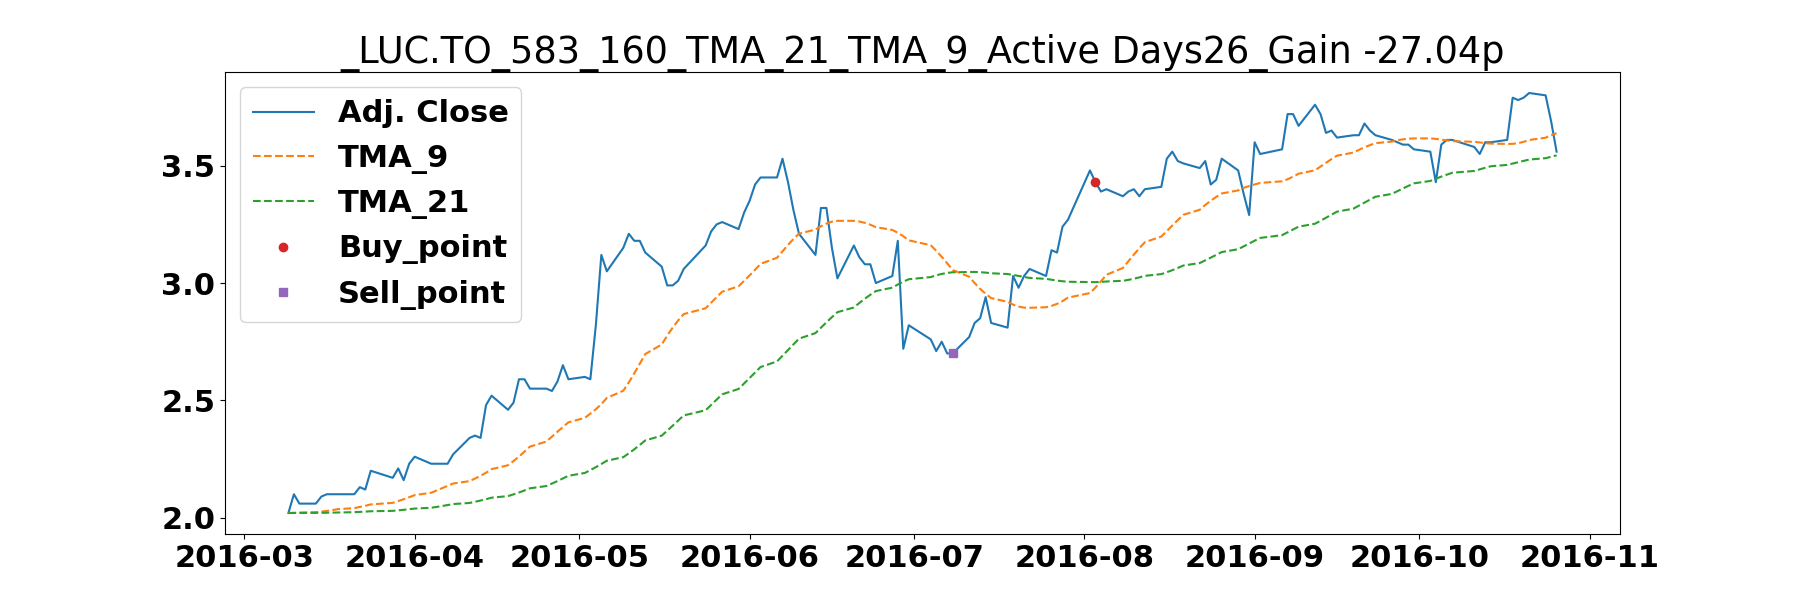 _LUC.TO_583_160_TMA_21_TMA_9_Active Days26_Gain -27.04p
Adj. Close
TMA_9
TMA_21
Buy_point
Sell_point
3.5
3.0
2.5
2.0
2016-03 2016-04 2016-05 2016-06 2016-07 2016-08 2016-09 2016-10 2016-11